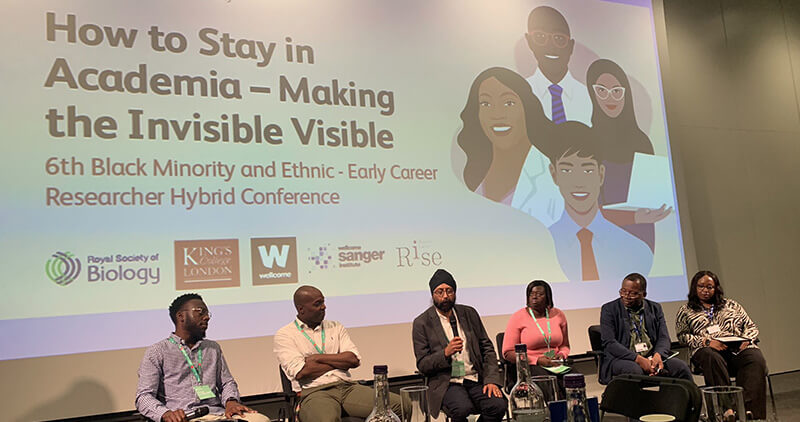 How to Stay in
Academia – Making
the Invisible Visible
6th Black Minority and Ethnic - Early Career
Researcher Hybrid Conference
Royal Society of
Biology
KING'S
College
LONDON
W
wellcome
wellcome
sanger
institute
Rise